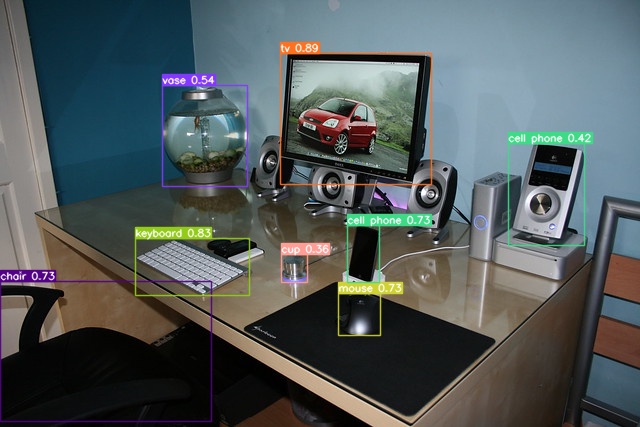 tv 0.89
vase 0.54
cell phone 0.42
cell phone 0.73
keyboard 0.83
cup 0.36
chair 0.73
mouse 0.73